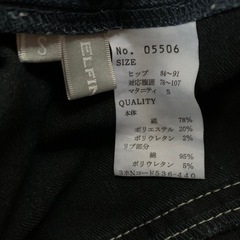 ELFIN
No. 05506
SIZE
ヒップ 84~91
対応腹囲 78~107
マタニティ S
QUALITY
本体
綿 78%
ポリエステル 20%
ポリウレタン 2%
リブ部分
綿 95%
ポリウレタン 5%
536-440